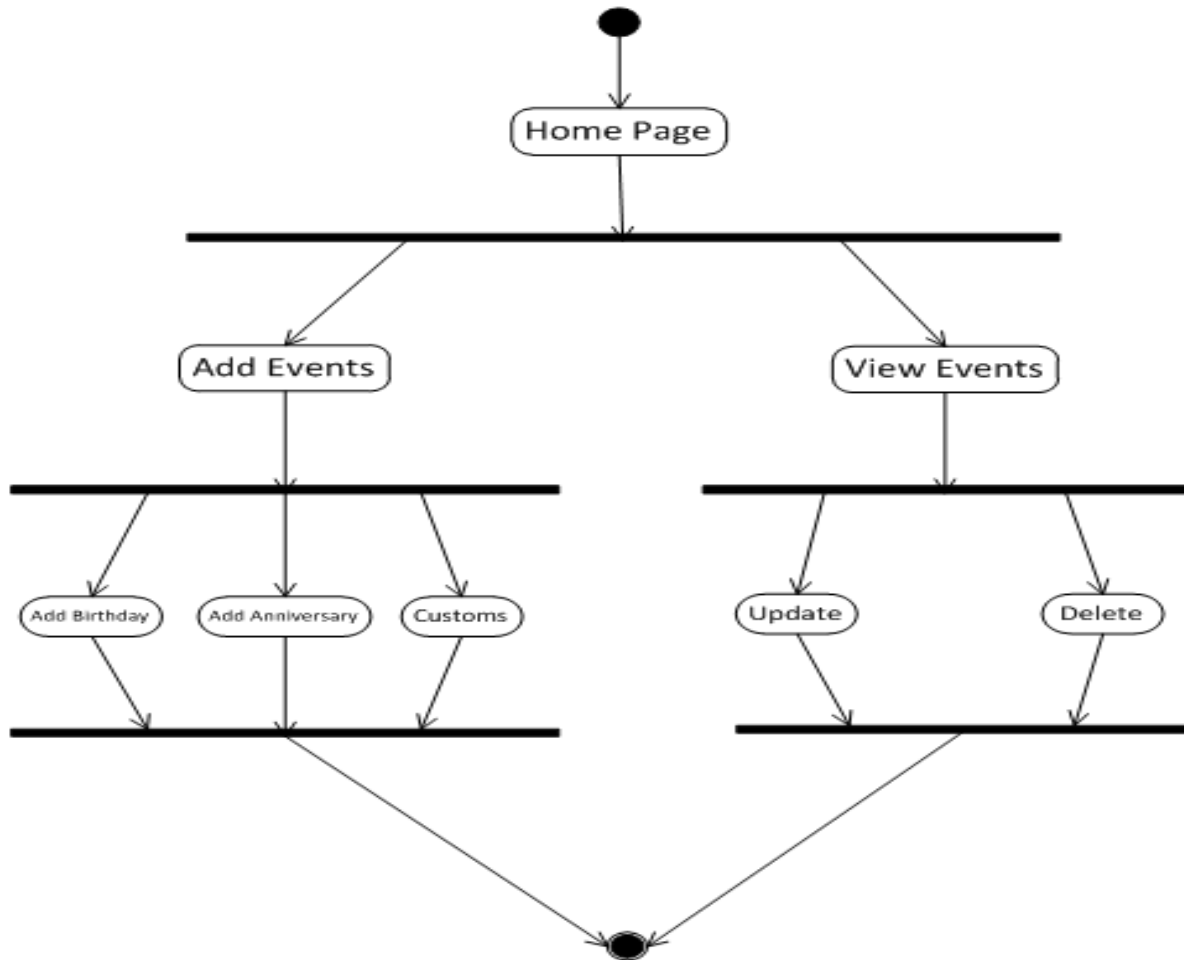 Home Page
Add Events
View Events
Add Birthday
Add Anniversary
Customs
Update
Delete